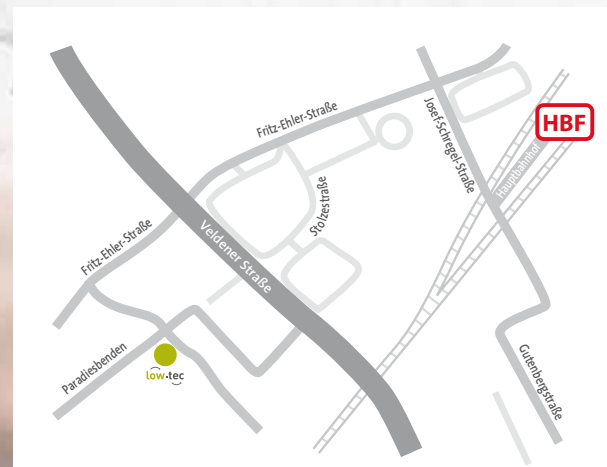 HBF
Fritz-Ehler-Straße
Josef-Schregel-Straße
Hauptbahnhof
Stolzestraße
Fritz-Ehler-Straße
Veldener Straße
Paradiesbenden
low-tec
Gutenbergstraße